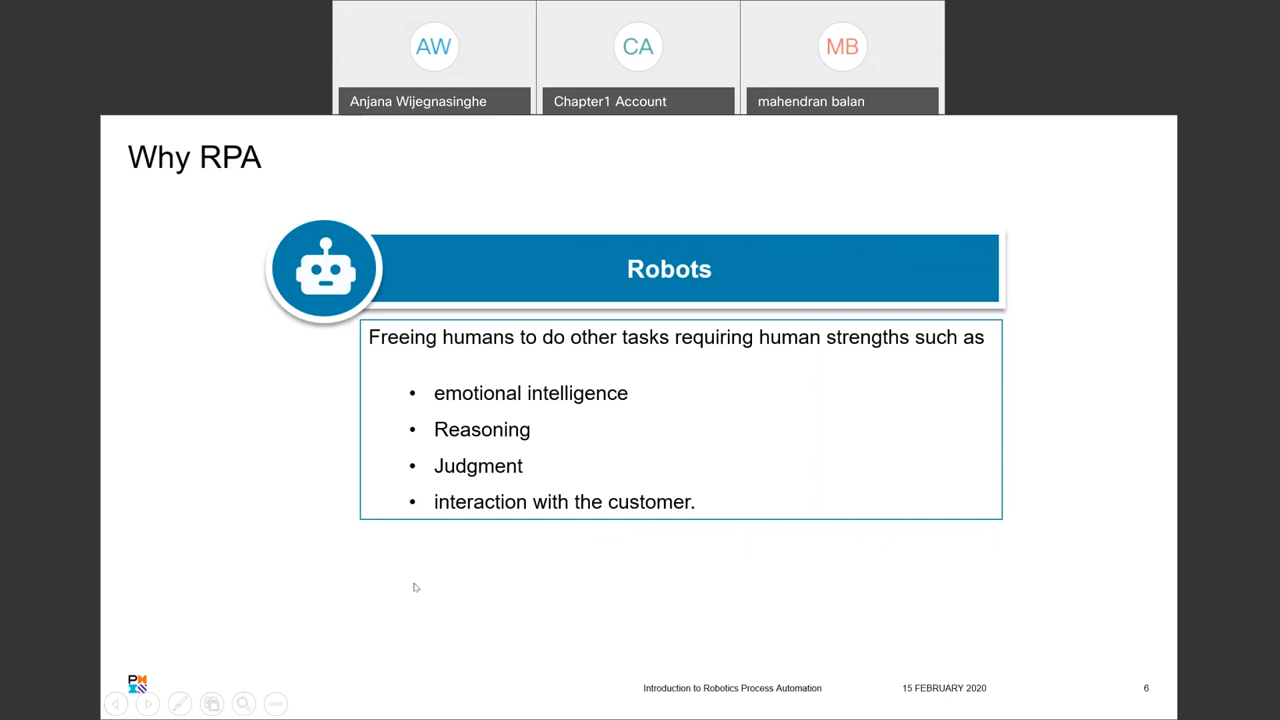 AW
CA
MB
Anjana Wijegnasinghe
Chapter1 Account
mahendran balan
Why RPA
Robots
Freeing humans to do other tasks requiring human strengths such as
• emotional intelligence
• Reasoning
• Judgment
• interaction with the customer.
Introduction to Robotics Process Automation
15 FEBRUARY 2020
6